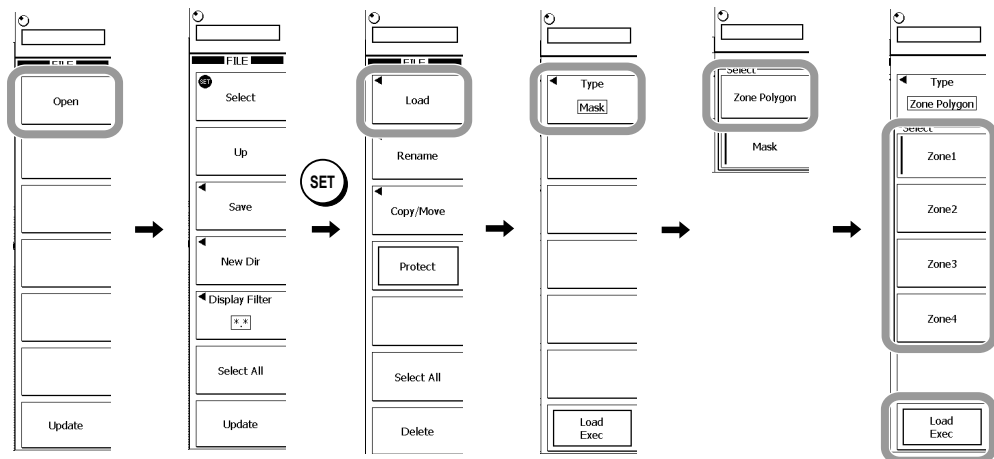 FILE
Open
Update
FILE
SET
Select
Up
Save
New Dir
Display Filter
*.*
Select All
Update
SET
FILE
Load
Rename
Copy/Move
Protect
Select All
Delete
Type
Mask
Load
Exec
Select
Zone Polygon
Mask
Type
Zone Polygon
Select
Zone1
Zone2
Zone3
Zone4
Load
Exec